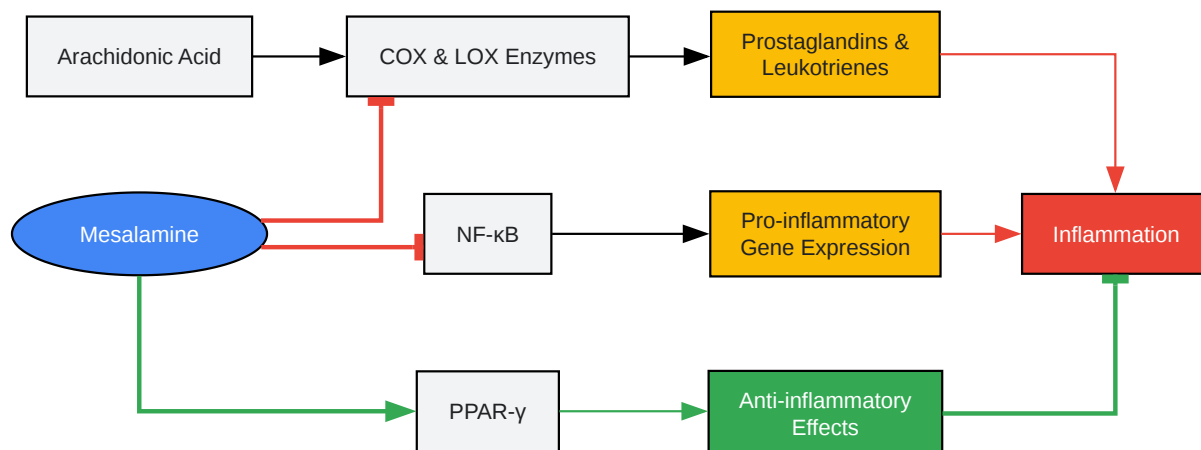 Arachidonic Acid
COX & LOX Enzymes
Prostaglandins &
Leukotrienes
Mesalamine
NF-κB
Pro-inflammatory
Gene Expression
Inflammation
PPAR-γ
Anti-inflammatory
Effects